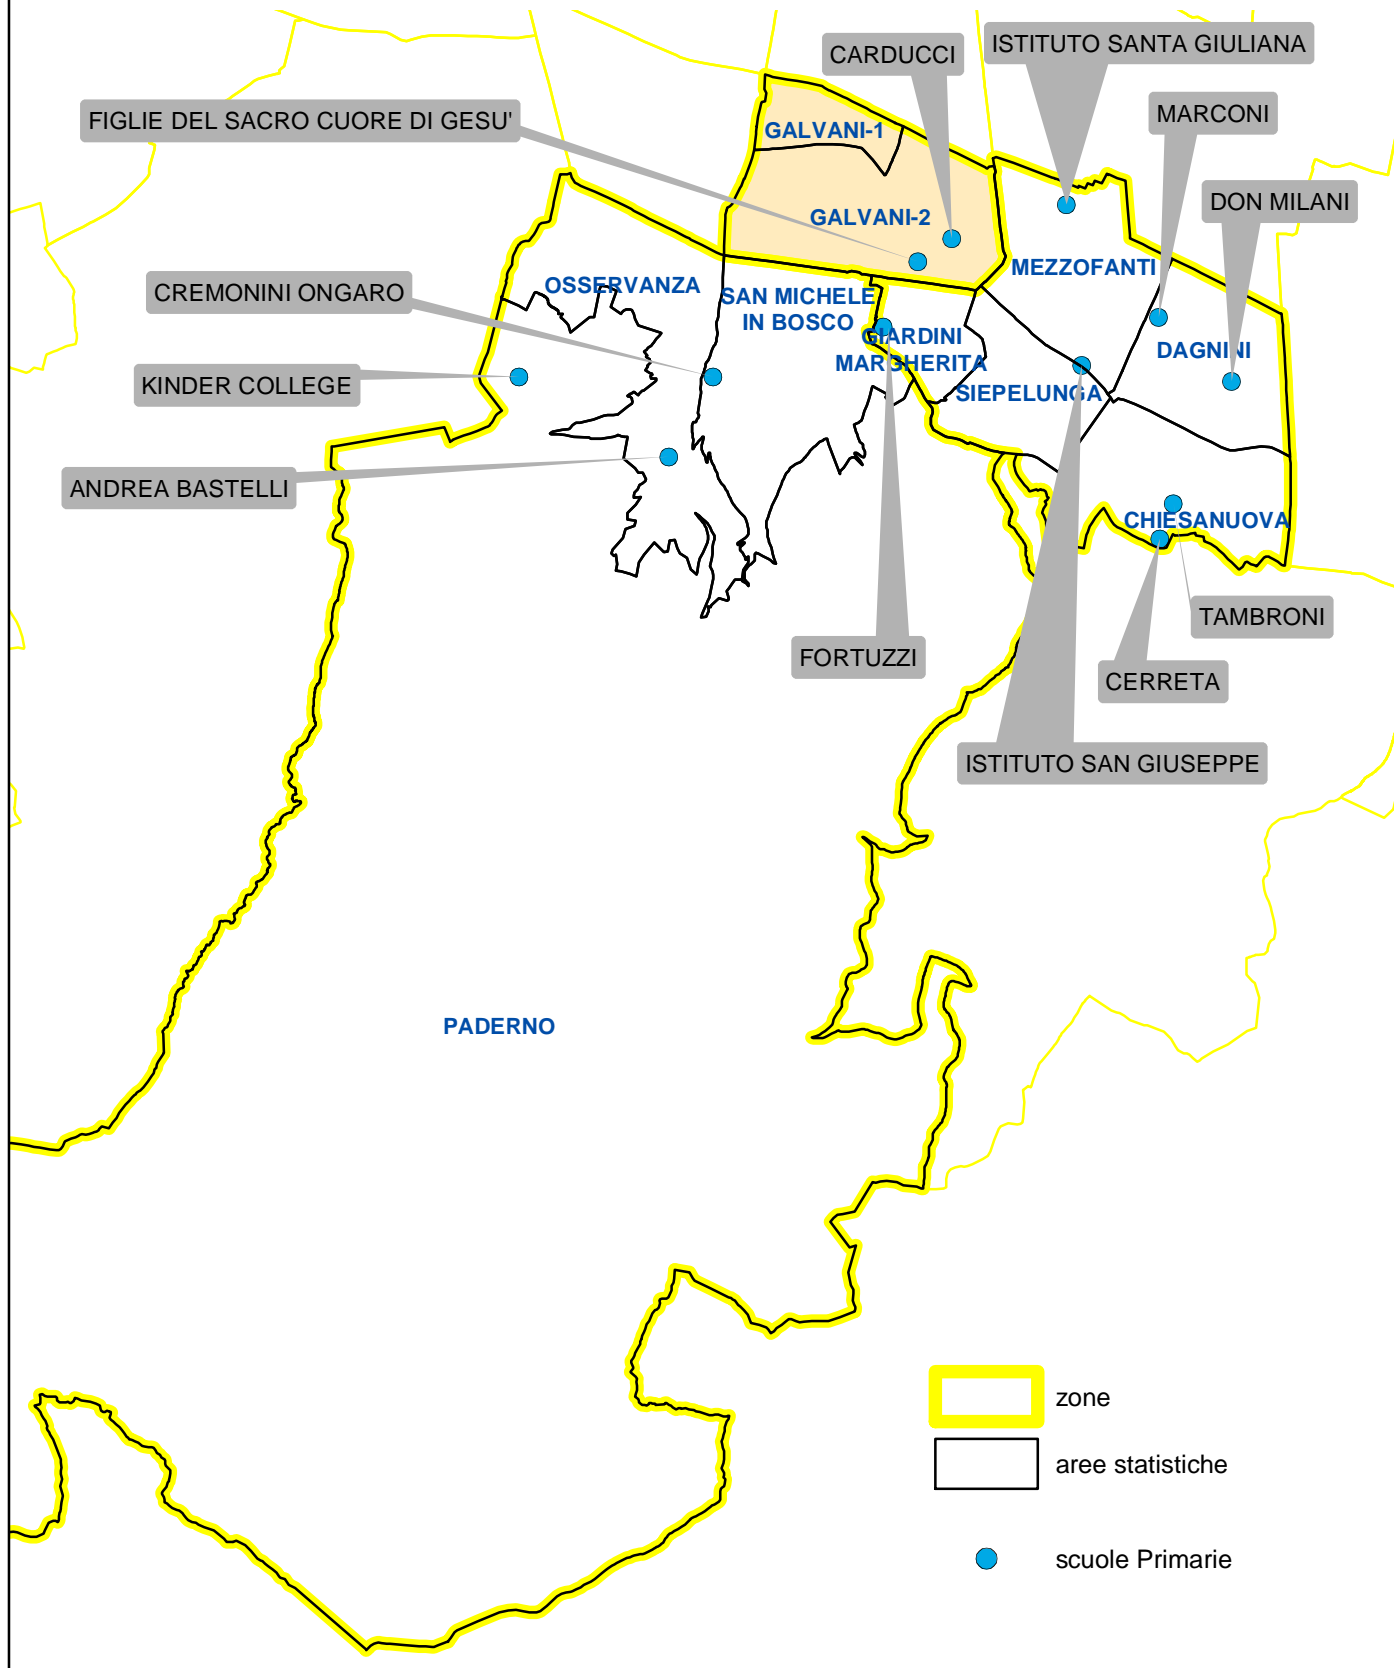 ISTITUTO SANTA GIULIANA
CARDUCCI
MARCONI
FIGLIE DEL SACRO CUORE DI GESU'
GALVANI-1
DON MILANI
GALVANI-2
MEZZOFANTI
OSSERVANZA
CREMONINI ONGARO
SAN MICHELE
IN BOSCO
GIARDINI
MARGHERITA
DAGNINI
KINDER COLLEGE
SIEPELUNGA
ANDREA BASTELLI
CHIESANUOVA
TAMBRONI
FORTUZZI
CERRETA
ISTITUTO SAN GIUSEPPE
PADERNO
zone
aree statistiche
scuole Primarie